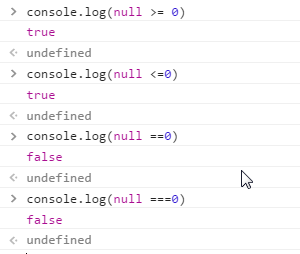 > console.log(null >= 0)
true
<· undefined
> console.log(null <=0)
true
<· undefined
> console.log(null ==0)
false
<· undefined
> console.log(null ===0)
false
<· undefined